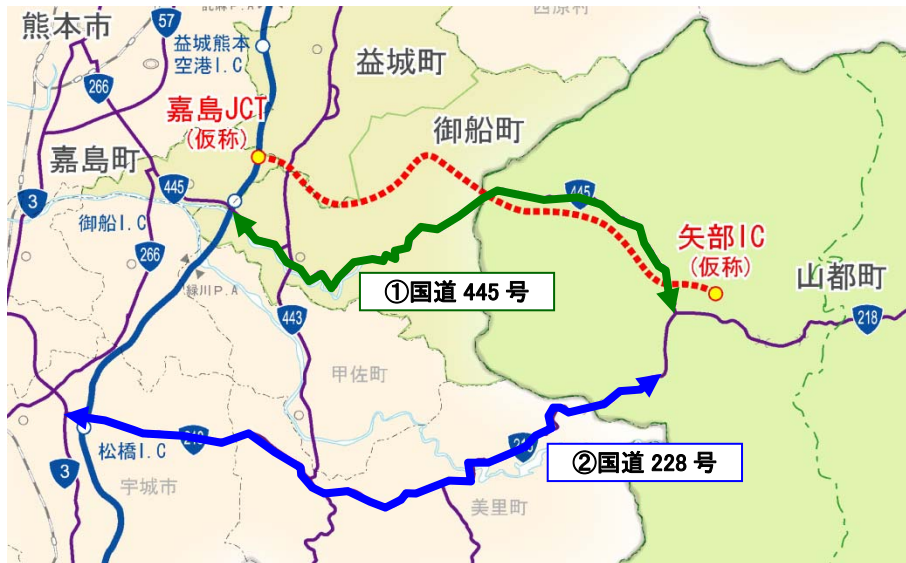 西原村
熊本市
57
益城熊本
空港I.C
益城町
266
嘉島JCT
(仮称)
御船町
嘉島町
445
3
445
御船I.C
矢部IC
(仮称)
266
山都町
緑川P.A
①国道 445 号
218
443
甲佐町
松橋I.C
②国道 228 号
3
宇城市
美里町